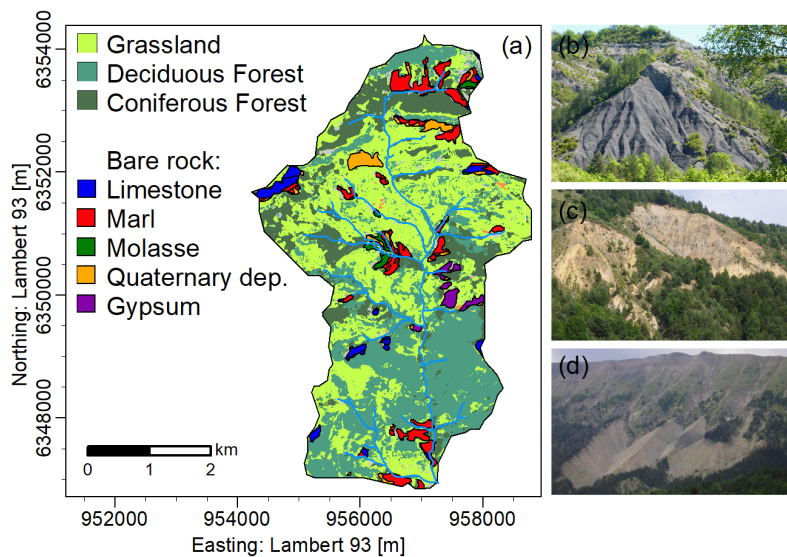 (a)
Grassland
Deciduous Forest
Coniferous Forest
Bare rock:
Limestone
Marl
Molasse
Quaternary dep.
Gypsum
km
0 1 2
Northing: Lambert 93 [m]
6354000
6352000
6350000
6348000
952000 954000 956000 958000
Easting: Lambert 93 [m]
(b)
(c)
(d)